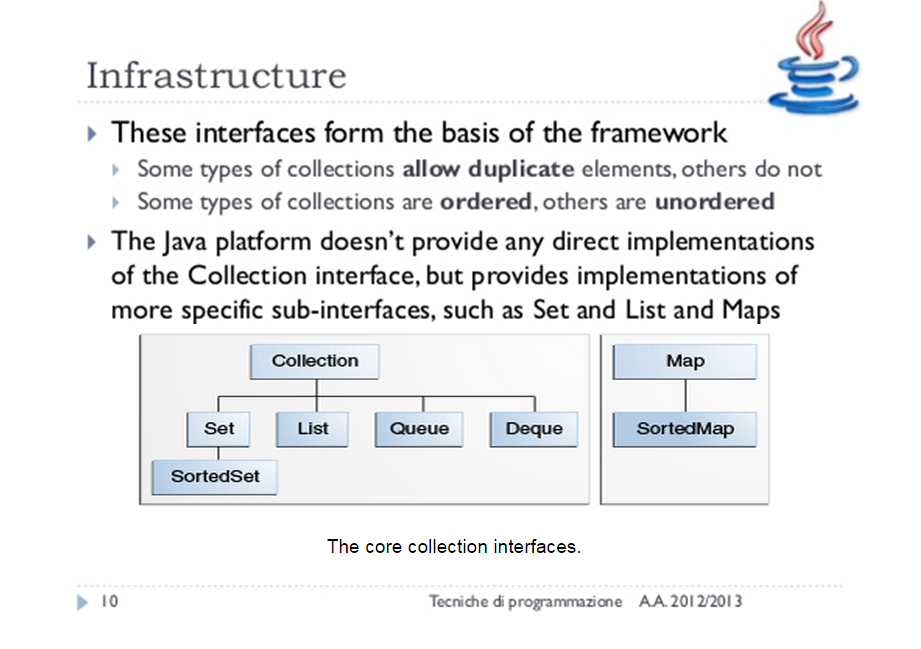 Infrastructure
These interfaces form the basis of the framework
Some types of collections allow duplicate elements, others do not
Some types of collections are ordered, others are unordered
The Java platform doesn't provide any direct implementations
of the Collection interface, but provides implementations of
more specific sub-interfaces, such as Set and List and Maps
Collection
Map
Set
List
Queue
Deque
SortedMap
SortedSet
The core collection interfaces.
10
Tecniche di programmazione A.A. 2012/2013